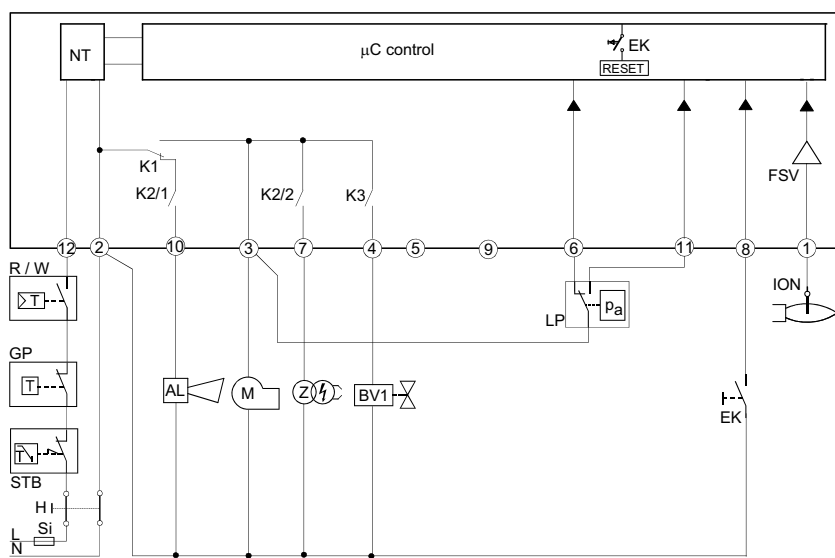 NT
µC control
EK
RESET
K1
K2/1
K2/2
K3
FSV
12
2
10
3
7
4
5
9
6
11
8
1
R / W
T
ION
LP
pa
GP
T
AL
M
Z
BV1
EK
T
STB
H
Si
L
N